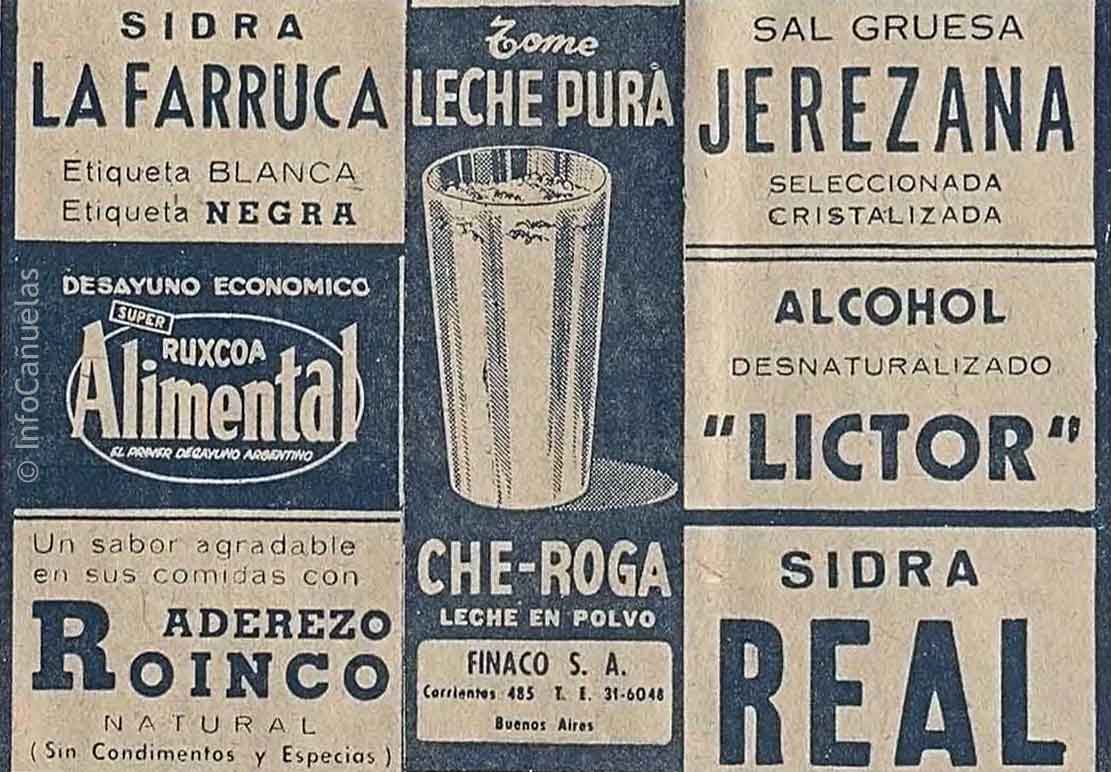 SIDRA
LA FARRUCA
Etiqueta BLANCA
Etiqueta NEGRA
DESAYUNO ECONOMICO
SUPER
RUXCOA
Alimental
EL PRIMER DESAYUNO ARGENTINO
Un sabor agradable
en sus comidas con
ADEREZO
ROINCO
NATURAL
(Sin Condimentos y Especias)
Tome
LECHE PURA
CHE-ROGA
LECHE EN POLVO
FINACO S. A.
Corrientes 485 T. E. 31-6048
Buenos Aires
SAL GRUESA
JEREZANA
SELECCIONADA
CRISTALIZADA
ALCOHOL
DESNATURALIZADO
"LICTOR"
SIDRA
REAL
© InfoCañuelas